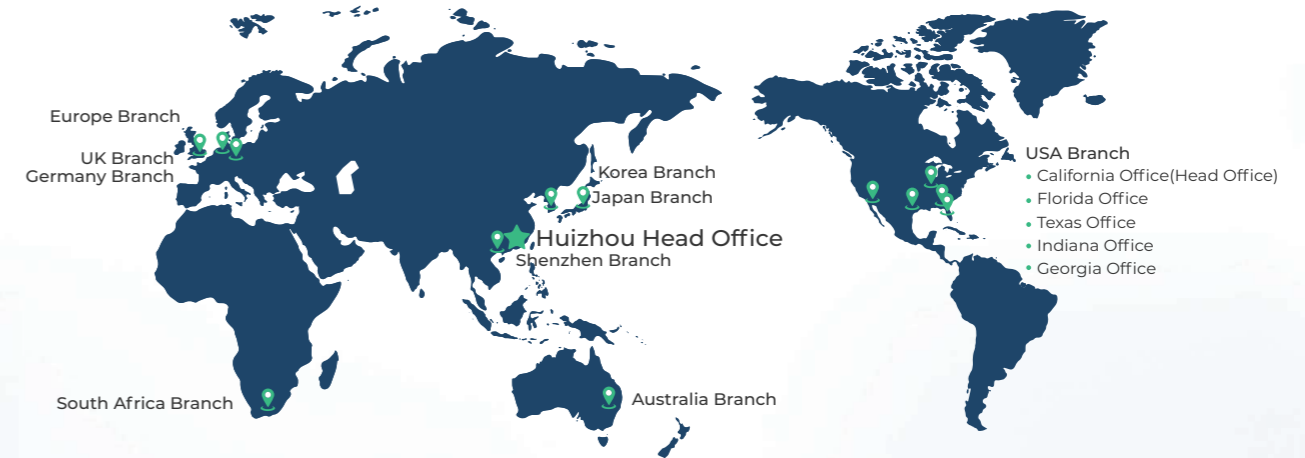 Europe Branch
UK Branch
Germany Branch
Korea Branch
Japan Branch
Huizhou Head Office
Shenzhen Branch
South Africa Branch
Australia Branch
USA Branch
• California Office(Head Office)
• Florida Office
• Texas Office
• Indiana Office
• Georgia Office